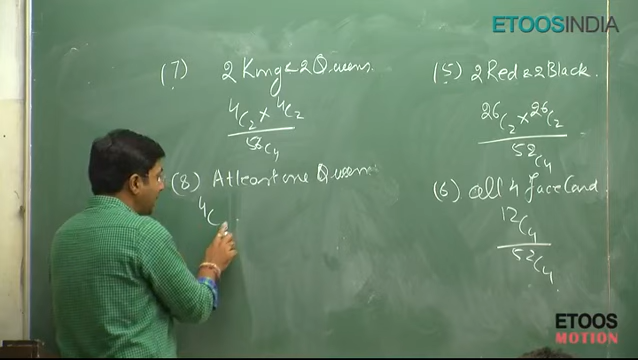 ETOOSINDIA
(7) 2 King & 2 Queens.
4C2 × 4C2
52C4
(8) Atleast one Queen
4C
(5) 2 Red & 2 Black.
26C2 × 26C2
52C4
(6) all 4 face Card
12C4
52C4
ETOOS
MOTION